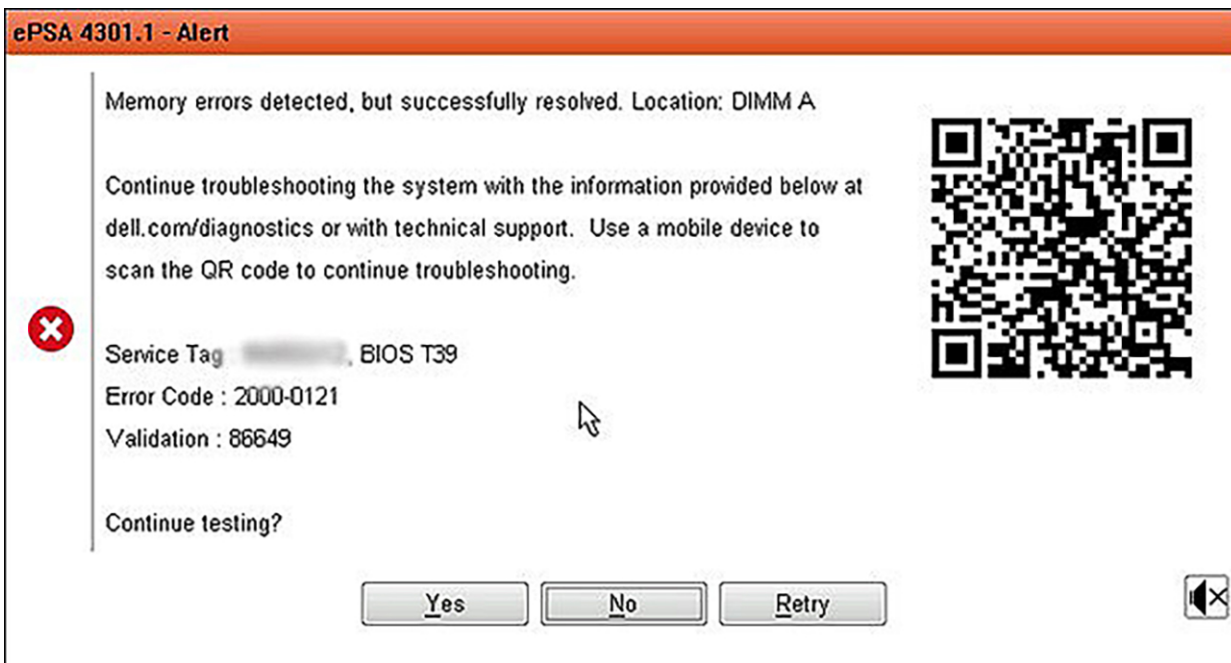 ePSA 4301.1 - Alert
Memory errors detected, but successfully resolved. Location: DIMM A
Continue troubleshooting the system with the information provided below at
dell.com/diagnostics or with technical support.  Use a mobile device to
scan the QR code to continue troubleshooting.
Service Tag : , BIOS T39
Error Code : 2000-0121
Validation : 86649
Continue testing?
Yes
No
Retry